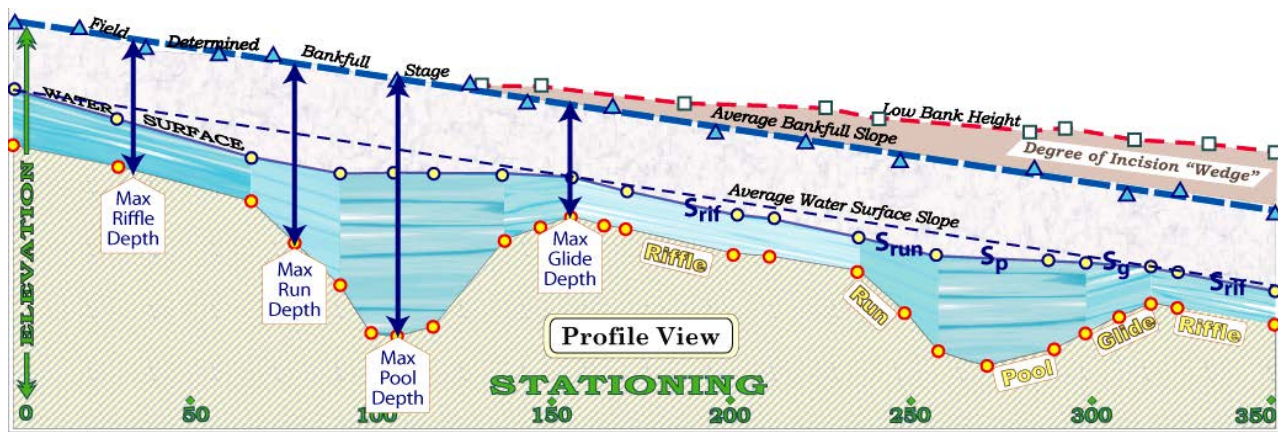 Field Determined Bankfull Stage
WATER SURFACE
Low Bank Height
Average Bankfull Slope
Degree of Incision “Wedge”
Average Water Surface Slope
ELEVATION
Max
Riffle
Depth
Max
Run
Depth
Max
Pool
Depth
Max
Glide
Depth
Srif
Srun
Sp
Sg
Srif
Riffle
Run
Pool
Glide
Riffle
Profile View
STATIONING
0 50 100 150 200 250 300 350